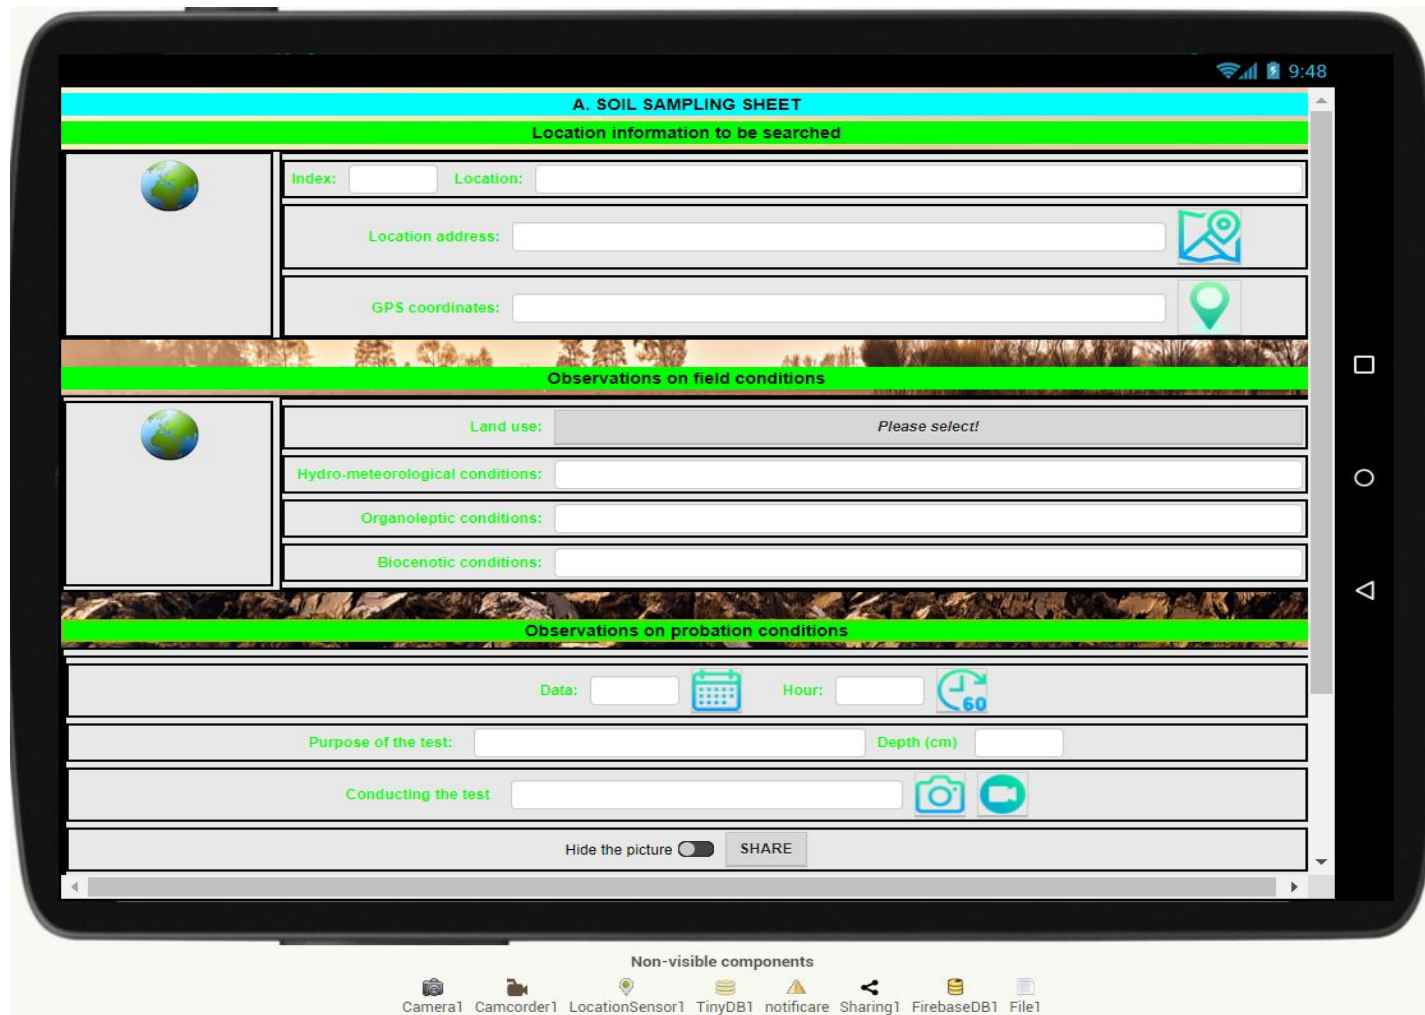 9:48
A. SOIL SAMPLING SHEET
Location information to be searched
Index: Location:
Location address:
GPS coordinates:
Observations on field conditions
Land use: Please select!
Hydro-meteorological conditions:
Organoleptic conditions:
Biocenotic conditions:
Observations on probation conditions
Data: Hour: 60
Purpose of the test: Depth (cm)
Conducting the test
Hide the picture SHARE
Non-visible components
Camera1 Camcorder1 LocationSensor1 TinyDB1 notificare Sharing1 FirebaseDB1 File1